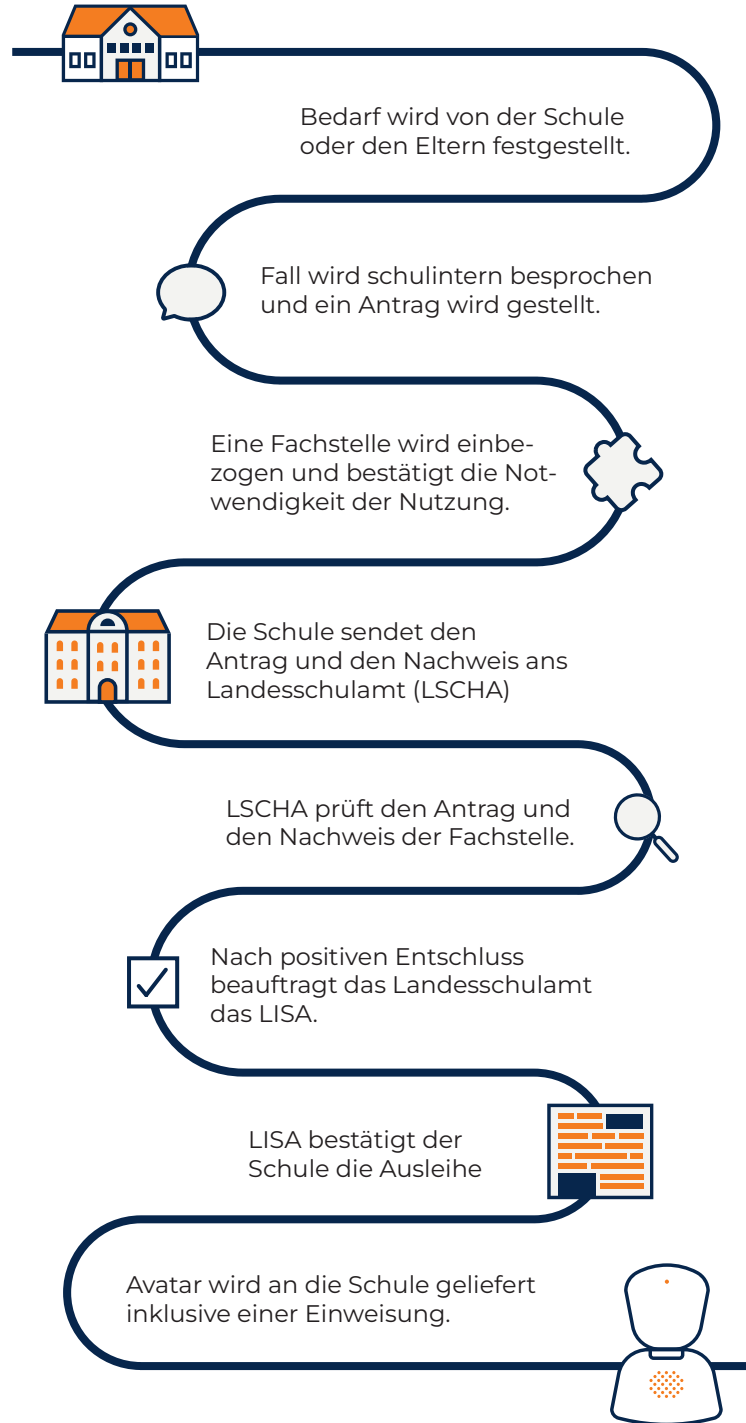 Bedarf wird von der Schule
oder den Eltern festgestellt.
Fall wird schulintern besprochen
und ein Antrag wird gestellt.
Eine Fachstelle wird einbe-
zogen und bestätigt die Not-
wendigkeit der Nutzung.
Die Schule sendet den
Antrag und den Nachweis ans
Landesschulamt (LSCHA)
LSCHA prüft den Antrag und
den Nachweis der Fachstelle.
Nach positiven Entschluss
beauftragt das Landesschulamt
das LISA.
LISA bestätigt der
Schule die Ausleihe
Avatar wird an die Schule geliefert
inklusive einer Einweisung.